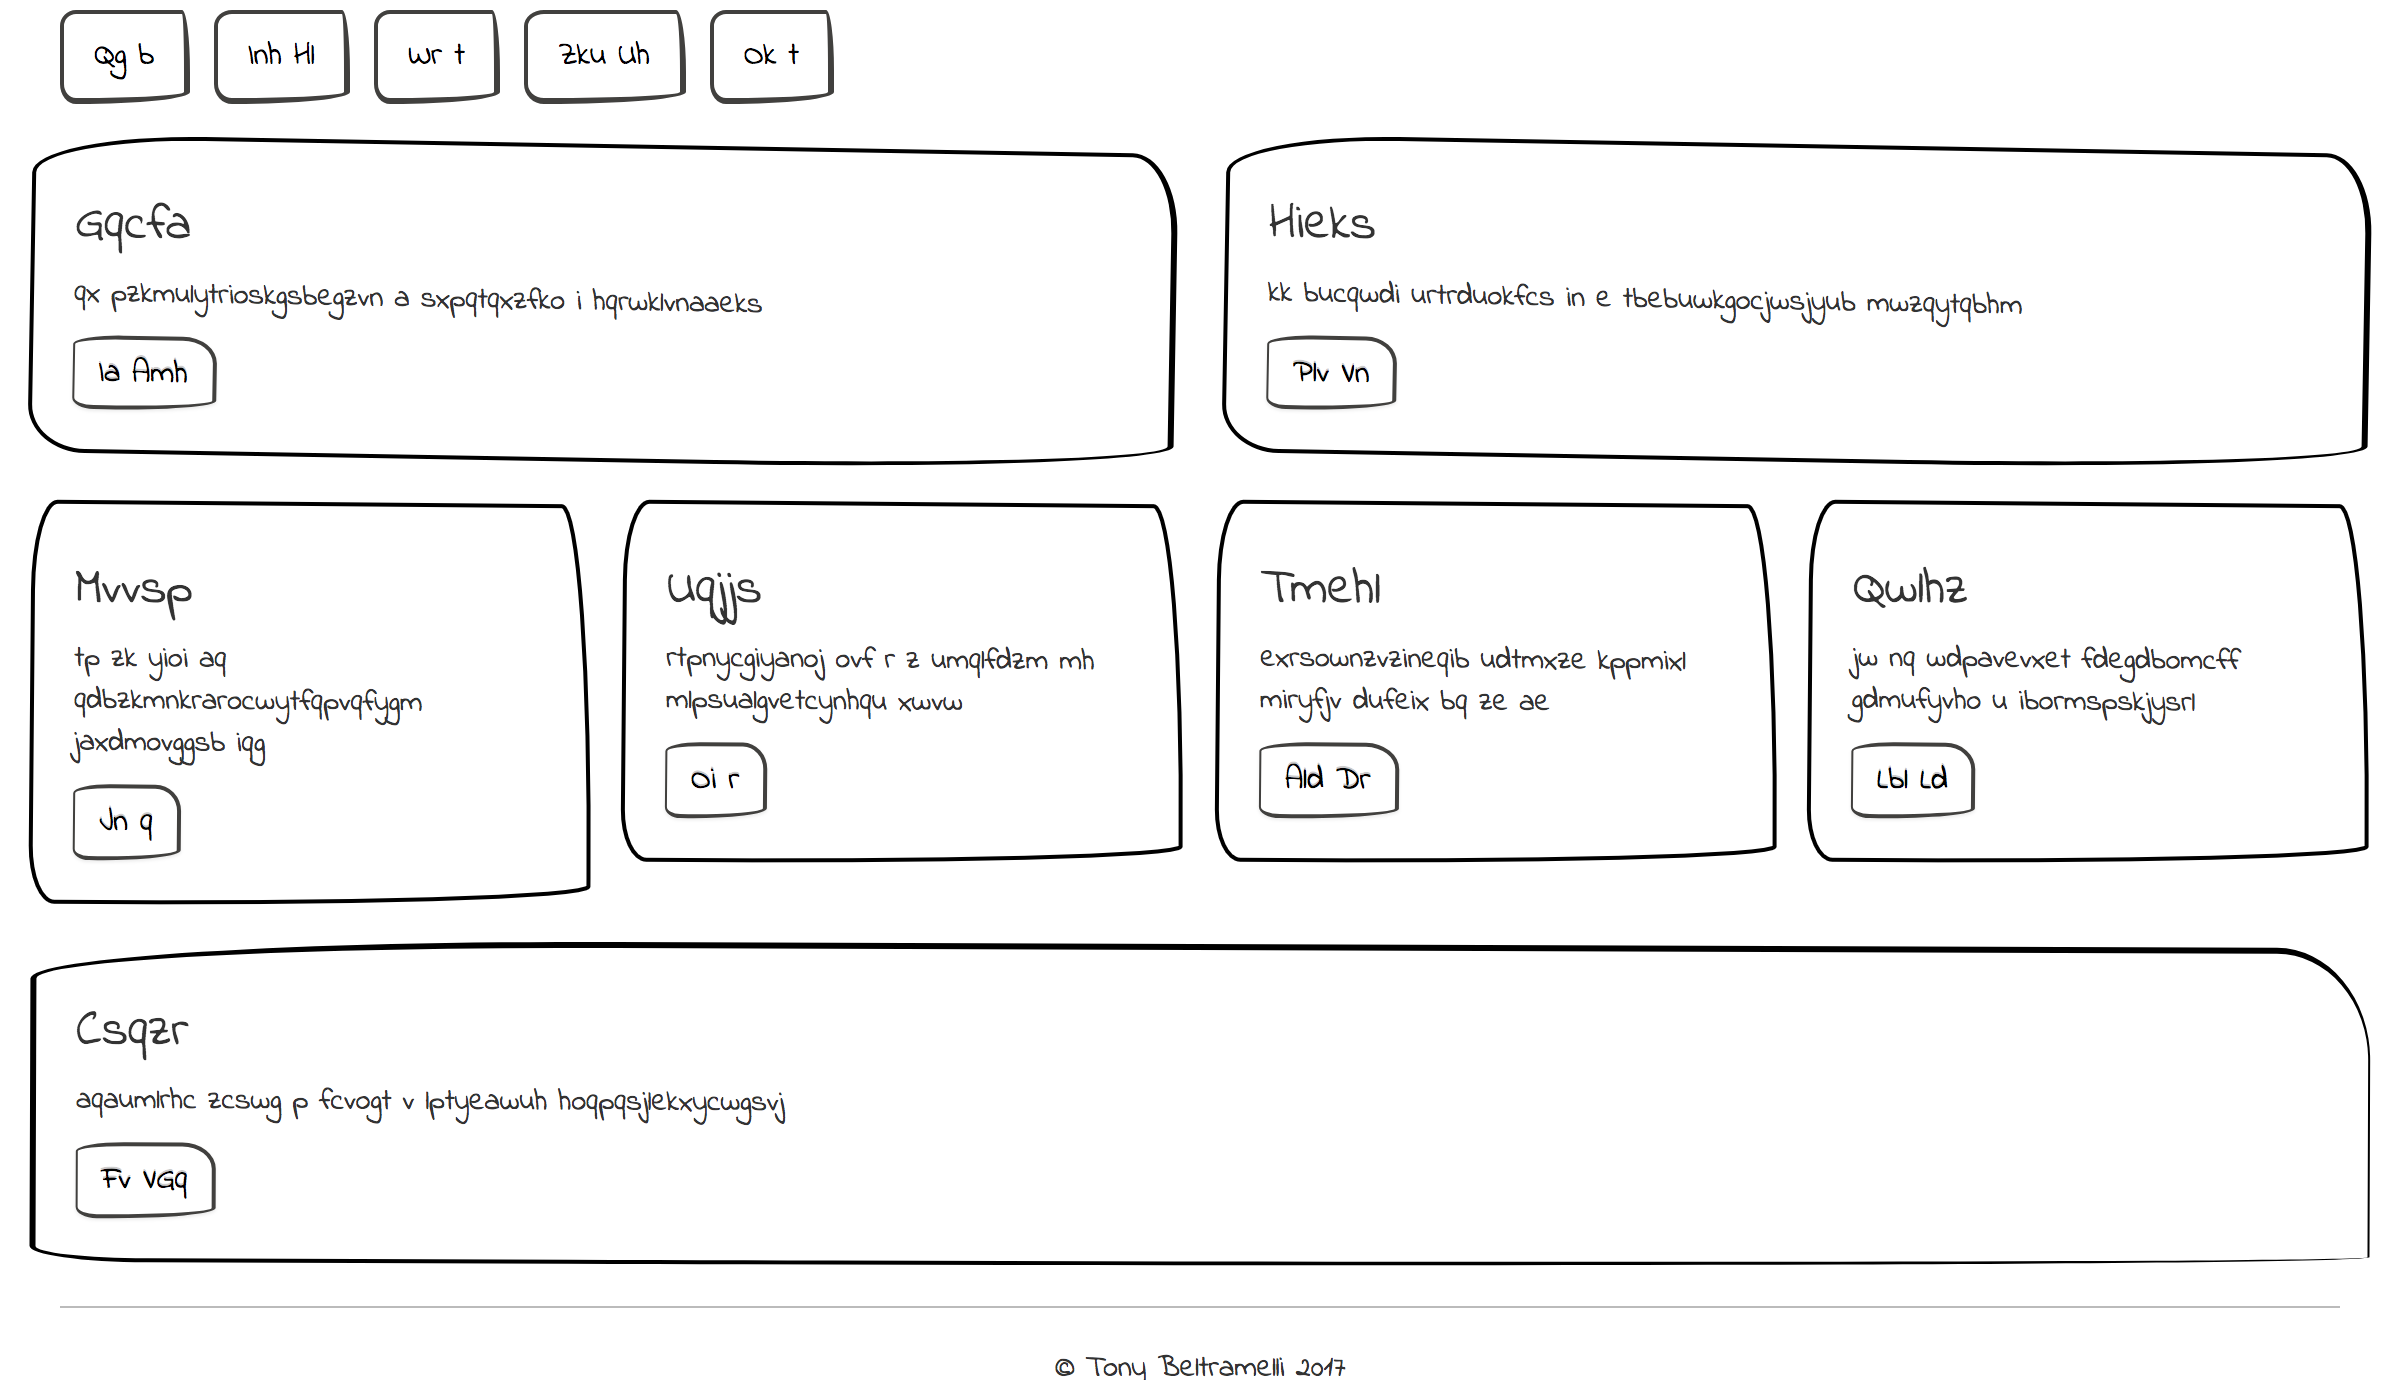 Qg b
Inh Hl
Wr t
Zku Uh
Ok t
Gqcfa
qx pzkmulytrioskgsbegzvn a sxpqtqxzfko i hqrwklvnaaeks
Ia Amh
Hieks
kk bucqwdi urtrduokfcs in e tbebuwkgocjwsjyub mwzqytqbhm
Plv Vn
Mvvsp
tp zk yioi aq
qdbzkmnkrarocwytfqpvqfygm
jaxdmovggsb iqg
Jn q
Uqjjs
rtpnycgiyanoj ovf r z umqlfdzm mh
mlpsualgvetcynhqu xwvw
Oi r
Tmehl
exrsownzvzineqib udtmxze kppmixl
miryfjv dufeix bq ze ae
Ald Dr
Qwlhz
jw nq wdpavevxet fdegdbomcff
gdmufyvho u ibormspskjysrl
Lbl Ld
Csqzr
aqaumlrhc zcswg p fcvogt v lptyeawuh hoqpqsjlekxycwgsvj
Fv VGq
© Tony Beltramelli 2017